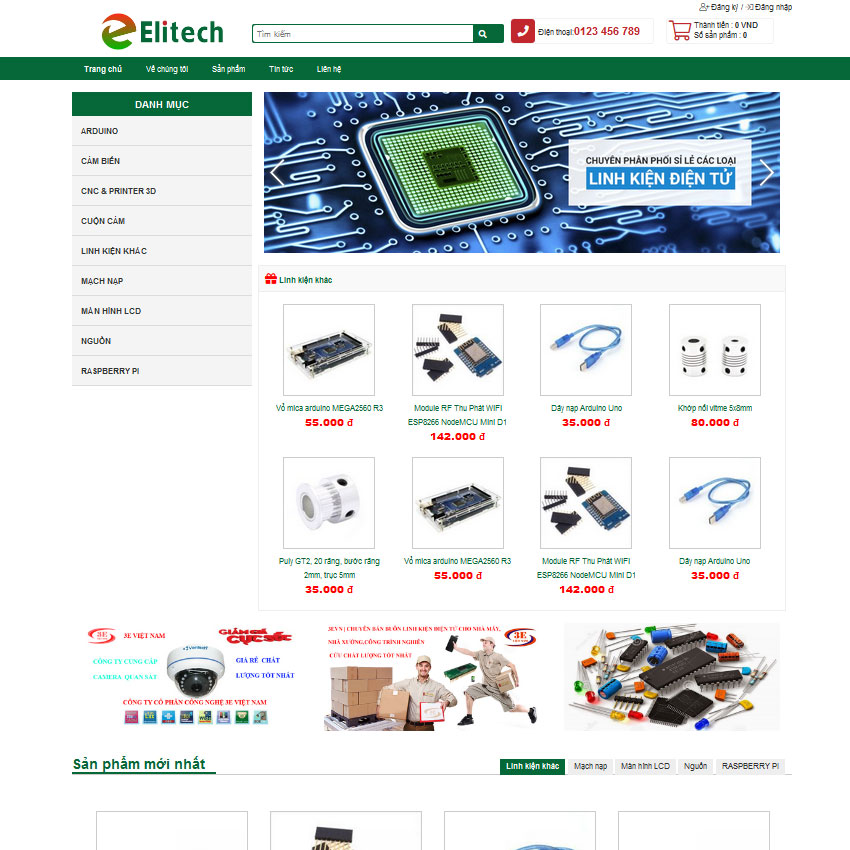 Đăng ký / Đăng nhập
Elitech
Tìm kiếm
Điện thoại:0123 456 789
Thành tiền : 0 VND
Số sản phẩm : 0
Trang chủ Về chúng tôi Sản phẩm Tin tức Liên hệ
DANH MỤC
ARDUINO
CẢM BIẾN
CNC & PRINTER 3D
CUỘN CẢM
LINH KIỆN KHÁC
MẠCH NẠP
MÀN HÌNH LCD
NGUỒN
RASPBERRY PI
CHUYÊN PHÂN PHỐI SỈ LẺ CÁC LOẠI
LINH KIỆN ĐIỆN TỬ
Linh kiện khác
Vỏ mica arduino MEGA2560 R3
55.000 đ
Module RF Thu Phát WIFI
ESP8266 NodeMCU Mini D1
142.000 đ
Dây nạp Arduino Uno
35.000 đ
Khớp nối vitme 5x8mm
80.000 đ
Puly GT2, 20 răng, bước răng
2mm, trục 5mm
35.000 đ
Vỏ mica arduino MEGA2560 R3
55.000 đ
Module RF Thu Phát WIFI
ESP8266 NodeMCU Mini D1
142.000 đ
Dây nạp Arduino Uno
35.000 đ
3E
3E VIỆT NAM
GIẢM GIÁ
CỰC SỐC
CÔNG TY CUNG CẤP
CAMERA QUAN SÁT
GIÁ RẺ CHẤT
LƯỢNG TỐT NHẤT
CÔNG TY CỔ PHẦN CÔNG NGHỆ 3E VIỆT NAM
3EVN | CHUYÊN BÁN BUÔN LINH KIỆN ĐIỆN TỬ CHO NHÀ MÁY,
NHÀ XƯỞNG,CÔNG TRÌNH NGHIÊN
CỨU CHẤT LƯỢNG TỐT NHẤT
3E
Sản phẩm mới nhất
Linh kiện khác Mạch nạp Màn hình LCD Nguồn RASPBERRY PI